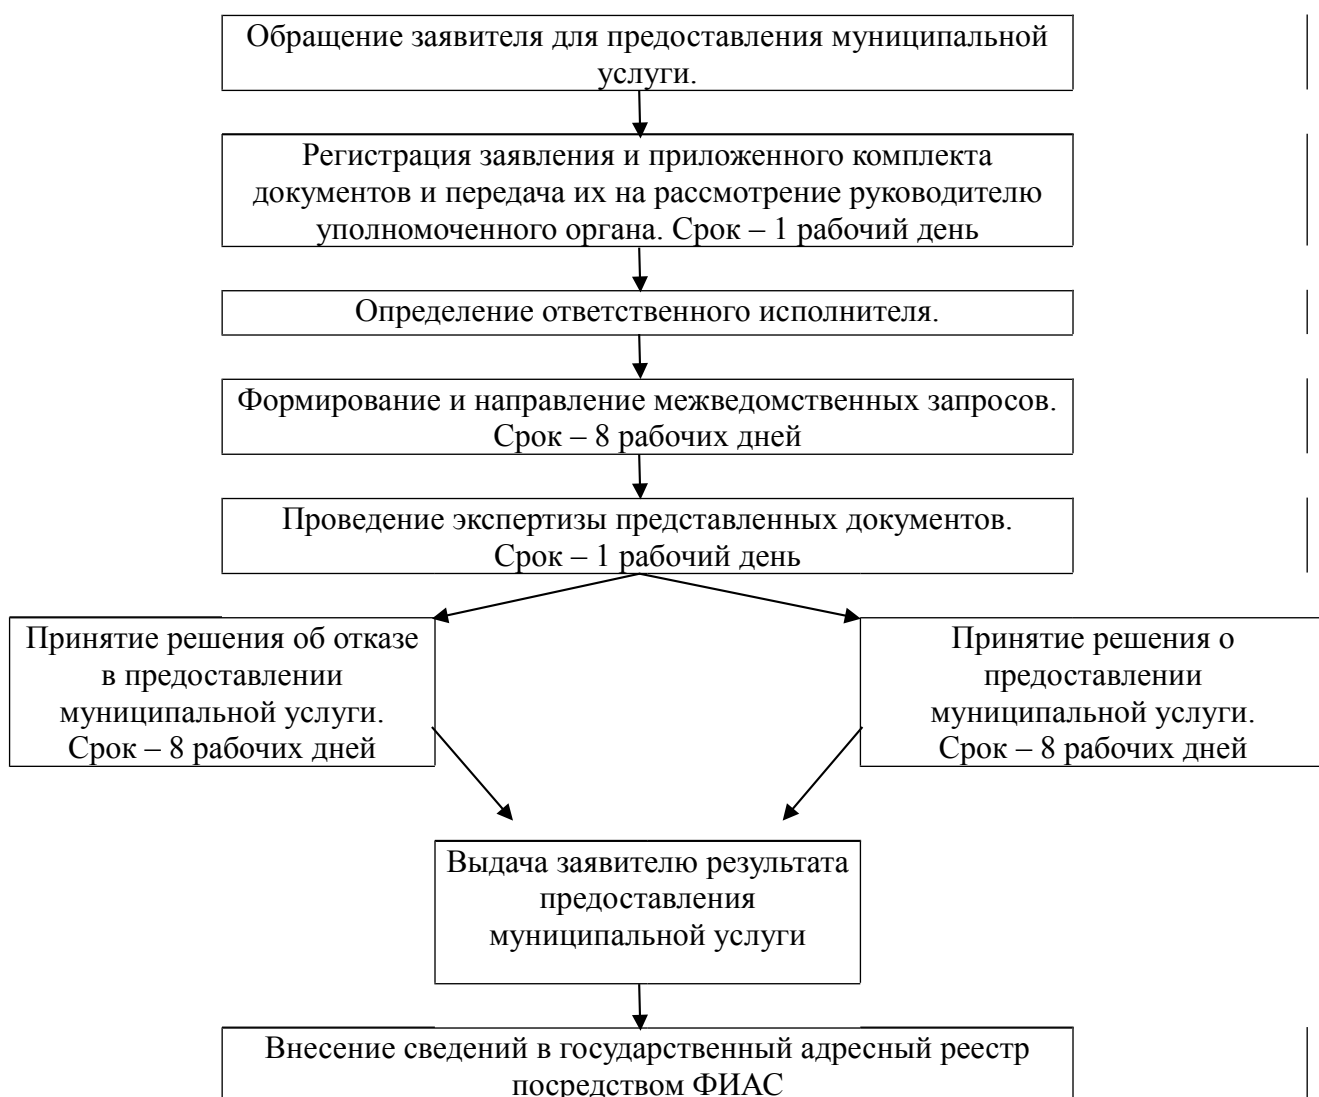 Обращение заявителя для предоставления муниципальной
услуги.
Регистрация заявления и приложенного комплекта
документов и передача их на рассмотрение руководителю
уполномоченного органа. Срок – 1 рабочий день
Определение ответственного исполнителя.
Формирование и направление межведомственных запросов.
Срок – 8 рабочих дней
Проведение экспертизы представленных документов.
Срок – 1 рабочий день
Принятие решения об отказе
в предоставлении
муниципальной услуги.
Срок – 8 рабочих дней
Принятие решения о
предоставлении
муниципальной услуги.
Срок – 8 рабочих дней
Выдача заявителю результата
предоставления
муниципальной услуги
Внесение сведений в государственный адресный реестр
посредством ФИАС